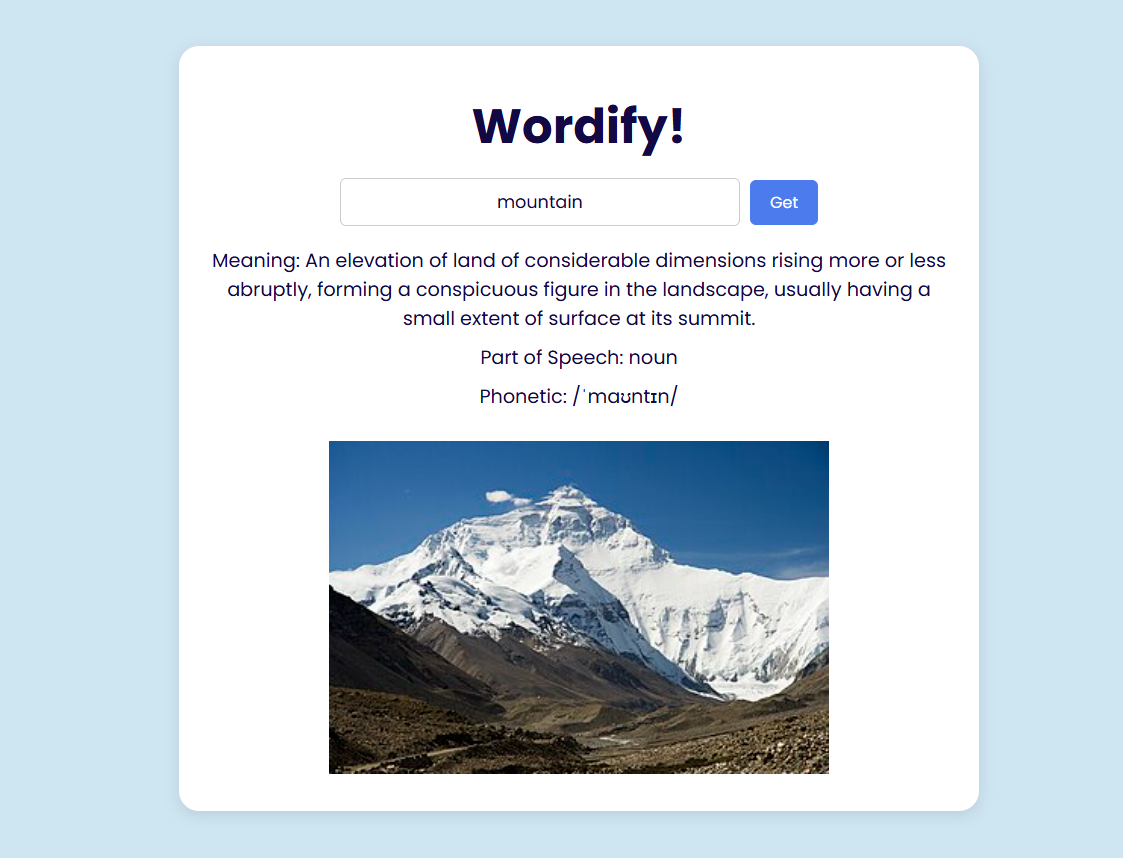 Wordify!
mountain
Get
Meaning: An elevation of land of considerable dimensions rising more or less
abruptly, forming a conspicuous figure in the landscape, usually having a
small extent of surface at its summit.
Part of Speech: noun
Phonetic: /ˈmaʊntɪn/